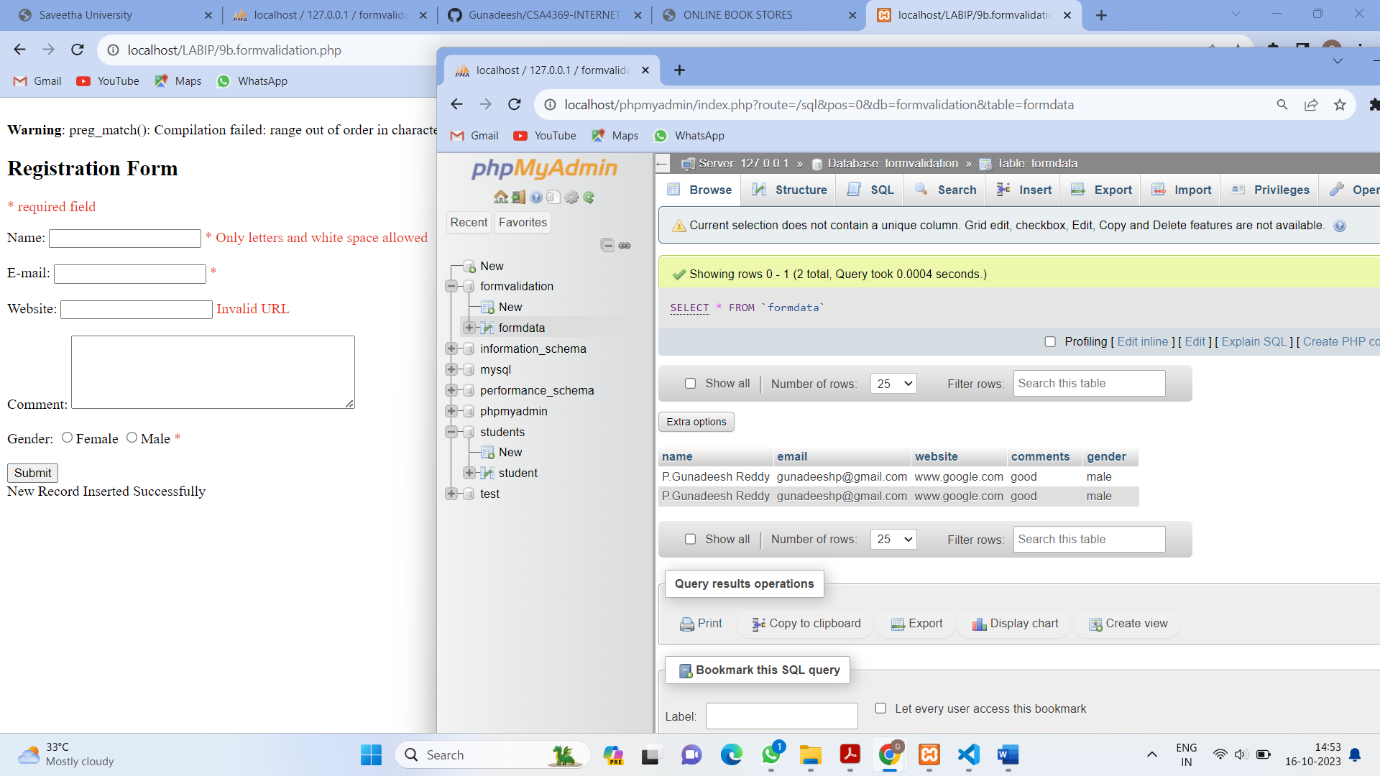 Saveetha University
localhost / 127.0.0.1 / formvalida
Gunadeesh/CSA4369-INTERNET
ONLINE BOOK STORES
localhost/LABIP/9b.formvalidatio
localhost/LABIP/9b.formvalidation.php
Gmail
YouTube
Maps
WhatsApp
Warning: preg_match(): Compilation failed: range out of order in characte
Registration Form
* required field
Name: * Only letters and white space allowed
E-mail: *
Website: Invalid URL
Comment:
Gender: Female Male *
Submit
New Record Inserted Successfully
PMA localhost / 127.0.0.1 / formvalida
localhost/phpmyadmin/index.php?route=/sql&pos=0&db=formvalidation&table=formdata
Gmail
YouTube
Maps
WhatsApp
phpMyAdmin
Recent
Favorites
New
formvalidation
New
formdata
information_schema
mysql
performance_schema
phpmyadmin
students
New
student
test
Server: 127.0.0.1 » Database: formvalidation » Table: formdata
Browse
Structure
SQL
Search
Insert
Export
Import
Privileges
Oper
Current selection does not contain a unique column. Grid edit, checkbox, Edit, Copy and Delete features are not available.
Showing rows 0 - 1 (2 total, Query took 0.0004 seconds.)
SELECT * FROM `formdata`
Profiling [ Edit inline ] [ Edit ] [ Explain SQL ] [ Create PHP co
Show all
Number of rows: 25
Filter rows: Search this table
Extra options
name email website comments gender
P.Gunadeesh Reddy gunadeeshp@gmail.com www.google.com good male
P.Gunadeesh Reddy gunadeeshp@gmail.com www.google.com good male
Show all
Number of rows: 25
Filter rows: Search this table
Query results operations
Print
Copy to clipboard
Export
Display chart
Create view
Bookmark this SQL query
Label:
Let every user access this bookmark
33°C
Mostly cloudy
Search
PRE
1
G
ENG
IN
14:53
16-10-2023